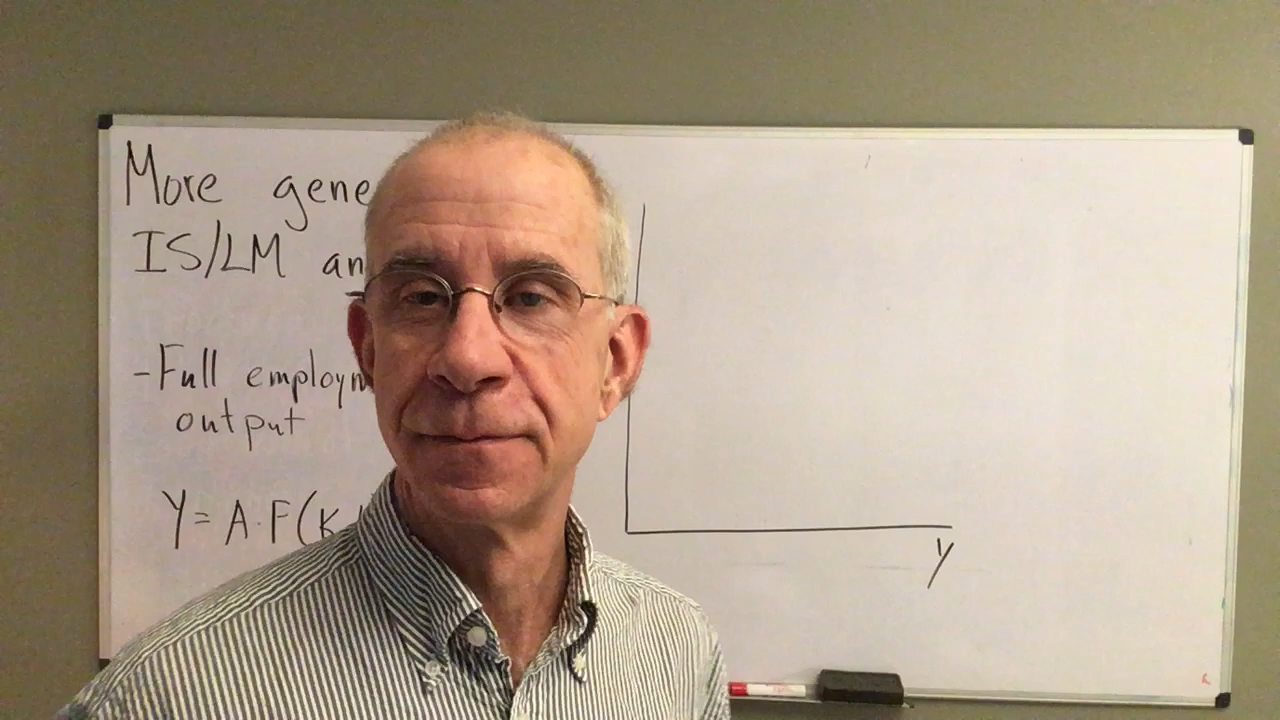 More gene
IS/LM an
- Full employm
output
Y = A·F(K
Y